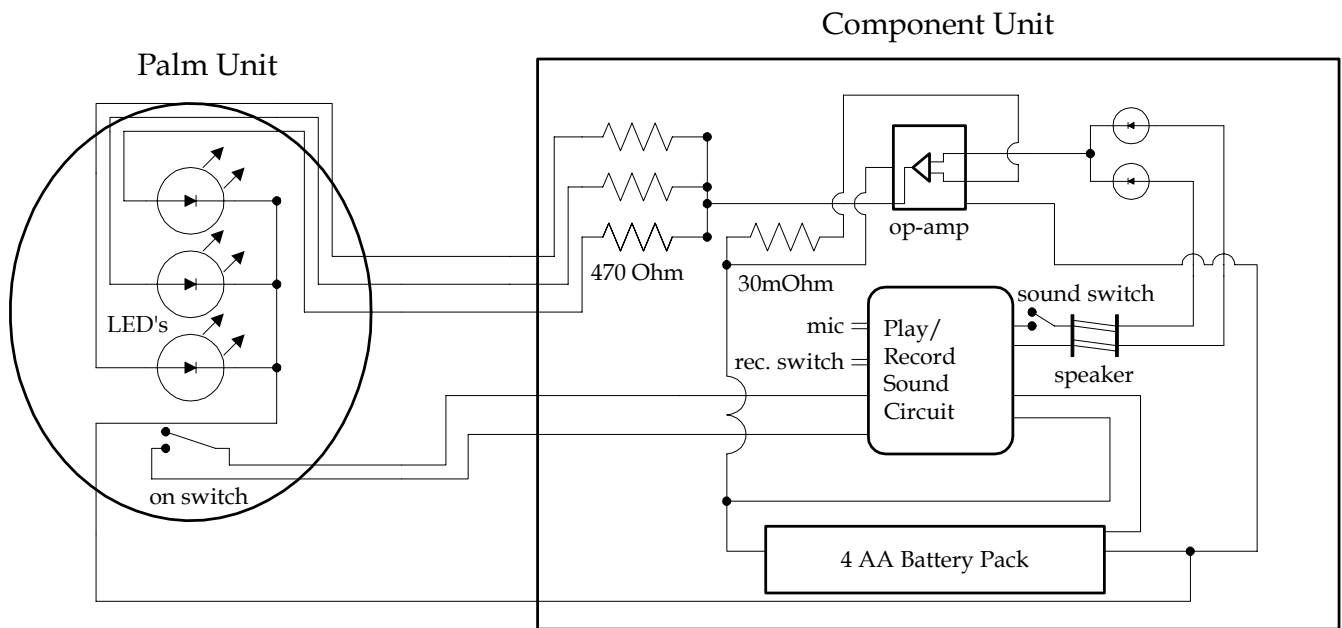 Component Unit
Palm Unit
op-amp
470 Ohm
30mOhm
sound switch
LED's
mic
Play/
Record
Sound
Circuit
rec. switch
speaker
on switch
4 AA Battery Pack